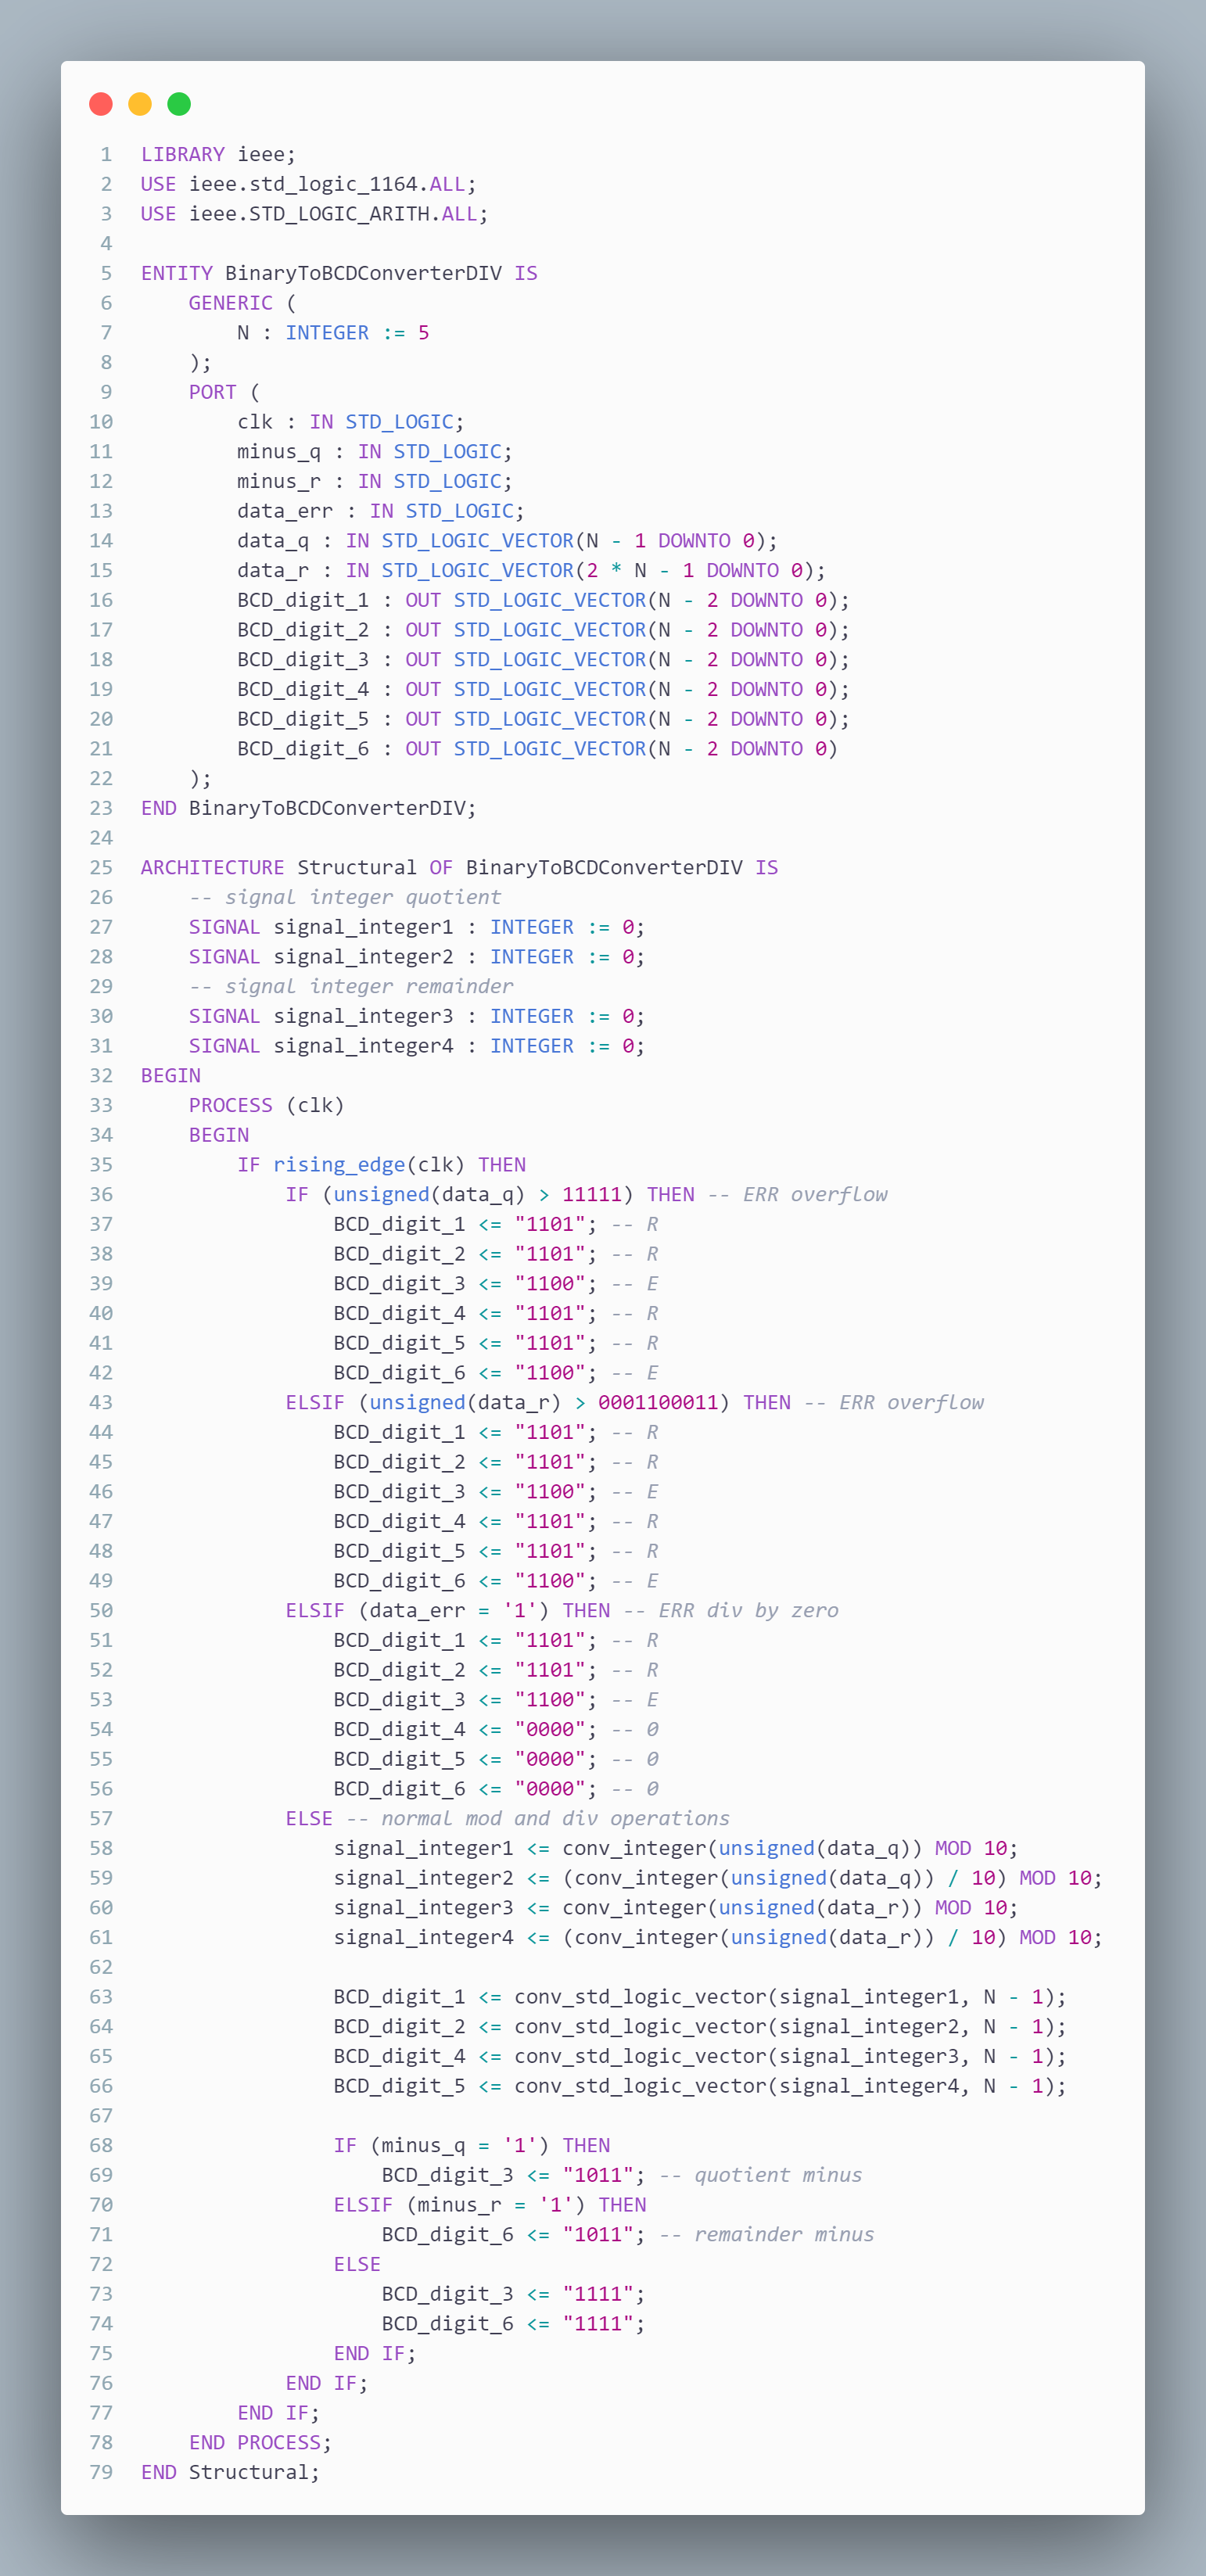 1 LIBRARY ieee;
2 USE ieee.std_logic_1164.ALL;
3 USE ieee.STD_LOGIC_ARITH.ALL;
4
5 ENTITY BinaryToBCDConverterDIV IS
6     GENERIC (
7         N : INTEGER := 5
8     );
9     PORT (
10         clk : IN STD_LOGIC;
11         minus_q : IN STD_LOGIC;
12         minus_r : IN STD_LOGIC;
13         data_err : IN STD_LOGIC;
14         data_q : IN STD_LOGIC_VECTOR(N - 1 DOWNTO 0);
15         data_r : IN STD_LOGIC_VECTOR(2 * N - 1 DOWNTO 0);
16         BCD_digit_1 : OUT STD_LOGIC_VECTOR(N - 2 DOWNTO 0);
17         BCD_digit_2 : OUT STD_LOGIC_VECTOR(N - 2 DOWNTO 0);
18         BCD_digit_3 : OUT STD_LOGIC_VECTOR(N - 2 DOWNTO 0);
19         BCD_digit_4 : OUT STD_LOGIC_VECTOR(N - 2 DOWNTO 0);
20         BCD_digit_5 : OUT STD_LOGIC_VECTOR(N - 2 DOWNTO 0);
21         BCD_digit_6 : OUT STD_LOGIC_VECTOR(N - 2 DOWNTO 0)
22     );
23 END BinaryToBCDConverterDIV;
24
25 ARCHITECTURE Structural OF BinaryToBCDConverterDIV IS
26     -- signal integer quotient
27     SIGNAL signal_integer1 : INTEGER := 0;
28     SIGNAL signal_integer2 : INTEGER := 0;
29     -- signal integer remainder
30     SIGNAL signal_integer3 : INTEGER := 0;
31     SIGNAL signal_integer4 : INTEGER := 0;
32 BEGIN
33     PROCESS (clk)
34     BEGIN
35         IF rising_edge(clk) THEN
36             IF (unsigned(data_q) > 11111) THEN -- ERR overflow
37                 BCD_digit_1 <= "1101"; -- R
38                 BCD_digit_2 <= "1101"; -- R
39                 BCD_digit_3 <= "1100"; -- E
40                 BCD_digit_4 <= "1101"; -- R
41                 BCD_digit_5 <= "1101"; -- R
42                 BCD_digit_6 <= "1100"; -- E
43             ELSIF (unsigned(data_r) > 0001100011) THEN -- ERR overflow
44                 BCD_digit_1 <= "1101"; -- R
45                 BCD_digit_2 <= "1101"; -- R
46                 BCD_digit_3 <= "1100"; -- E
47                 BCD_digit_4 <= "1101"; -- R
48                 BCD_digit_5 <= "1101"; -- R
49                 BCD_digit_6 <= "1100"; -- E
50             ELSIF (data_err = '1') THEN -- ERR div by zero
51                 BCD_digit_1 <= "1101"; -- R
52                 BCD_digit_2 <= "1101"; -- R
53                 BCD_digit_3 <= "1100"; -- E
54                 BCD_digit_4 <= "0000"; -- 0
55                 BCD_digit_5 <= "0000"; -- 0
56                 BCD_digit_6 <= "0000"; -- 0
57             ELSE -- normal mod and div operations
58                 signal_integer1 <= conv_integer(unsigned(data_q)) MOD 10;
59                 signal_integer2 <= (conv_integer(unsigned(data_q)) / 10) MOD 10;
60                 signal_integer3 <= conv_integer(unsigned(data_r)) MOD 10;
61                 signal_integer4 <= (conv_integer(unsigned(data_r)) / 10) MOD 10;
62
63                 BCD_digit_1 <= conv_std_logic_vector(signal_integer1, N - 1);
64                 BCD_digit_2 <= conv_std_logic_vector(signal_integer2, N - 1);
65                 BCD_digit_4 <= conv_std_logic_vector(signal_integer3, N - 1);
66                 BCD_digit_5 <= conv_std_logic_vector(signal_integer4, N - 1);
67
68                 IF (minus_q = '1') THEN
69                     BCD_digit_3 <= "1011"; -- quotient minus
70                 ELSIF (minus_r = '1') THEN
71                     BCD_digit_6 <= "1011"; -- remainder minus
72                 ELSE
73                     BCD_digit_3 <= "1111";
74                     BCD_digit_6 <= "1111";
75                 END IF;
76             END IF;
77         END IF;
78     END PROCESS;
79 END Structural;